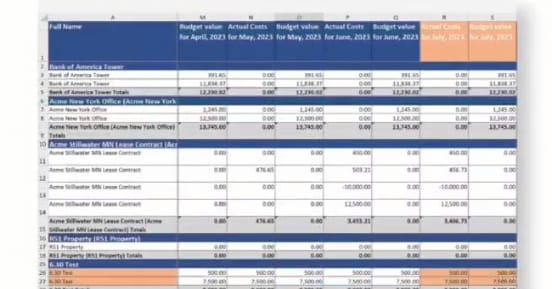 A M N O P Q R S
Full Name Budget value for April, 2023 Actual Costs for May, 2023 Budget value for May, 2023 Actual Costs for June, 2023 Budget value for June, 2023 Actual Costs for July, 2023 Budget value for July, 2023
1
2 Bank of America Tower
3 Bank of America Tower 391.65 0.00 391.65 0.00 391.65 0.00 391.65
4 Bank of America Tower 11,838.37 0.00 11,838.37 0.00 11,838.37 0.00 11,838.37
5 Bank of America Tower Totals 12,230.02 0.00 12,230.02 0.00 12,230.02 0.00 12,230.02
6 Acme New York Office (Acme New York
7 Acme New York Office 1,245.00 0.00 1,245.00 0.00 1,245.00 0.00 1,245.00
8 Acme New York Office 12,500.00 0.00 12,500.00 0.00 12,500.00 0.00 12,500.00
Acme New York Office (Acme New York Office) 13,745.00 0.00 13,745.00 0.00 13,745.00 0.00 13,745.00
9 Totals
10 Acme Stillwater MN Lease Contract (Acr
Acme Stillwater MN Lease Contract 0.00 0.00 0.00 450.00 0.00 450.00 0.00
11
Acme Stillwater MN Lease Contract 0.00 476.65 0.00 503.21 0.00 456.73 0.00
12
Acme Stillwater MN Lease Contract 0.00 0.00 0.00 -10,000.00 0.00 -10,000.00 0.00
13
Acme Stillwater MN Lease Contract 0.00 0.00 0.00 12,500.00 0.00 12,500.00 0.00
14
Acme Stillwater MN Lease Contract (Acme 0.00 476.65 0.00 3,453.21 0.00 3,406.73 0.00
15 Stillwater MN Lease Contract) Totals
16 RS1 Property (RS1 Property)
17 RS1 Property 0.00 0.00 0.00 0.00 0.00 0.00 0.00
18 RS1 Property (RS1 Property) Totals 0.00 0.00 0.00 0.00 0.00 0.00 0.00
25 6.30 Test
26 6.30 Test 500.00 500.00 500.00 500.00 500.00 500.00 500.00
27 6.30 Test 7,500.00 7,500.00 7,500.00 7,500.00 7,500.00 7,500.00 7,500.00